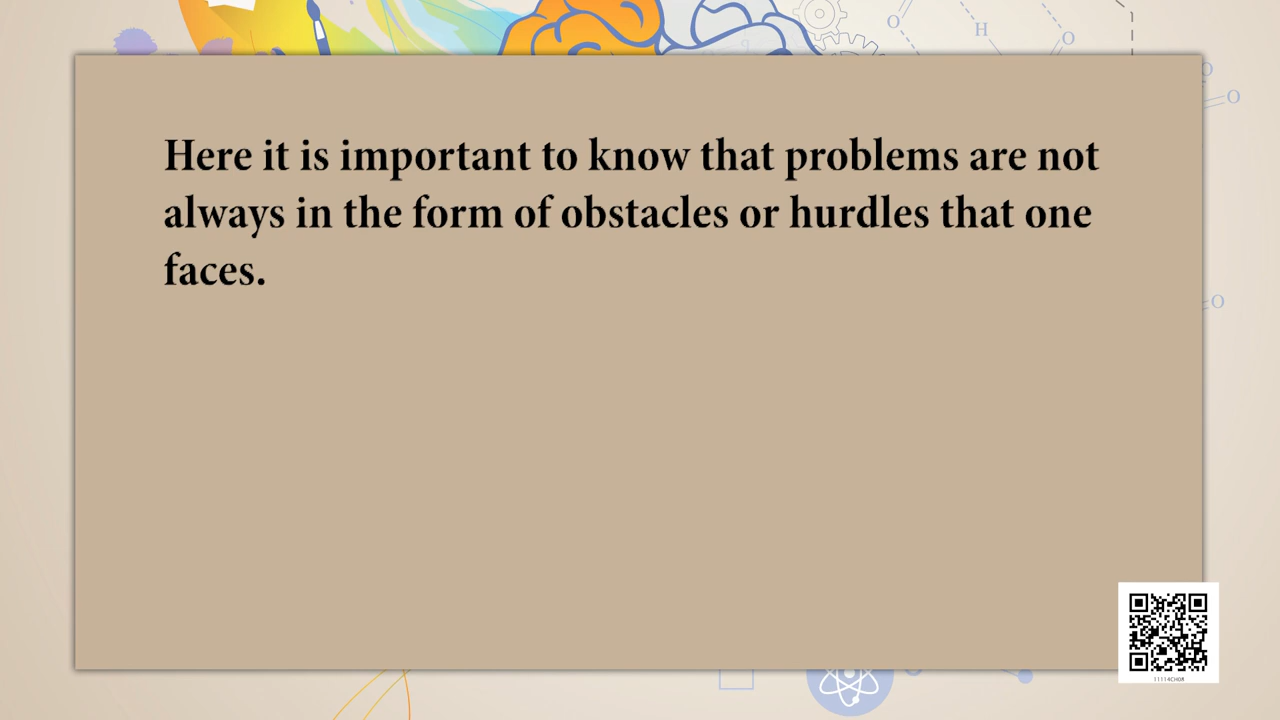 H
O
O
O
O
Here it is important to know that problems are not
always in the form of obstacles or hurdles that one
faces.
O
11114CH08